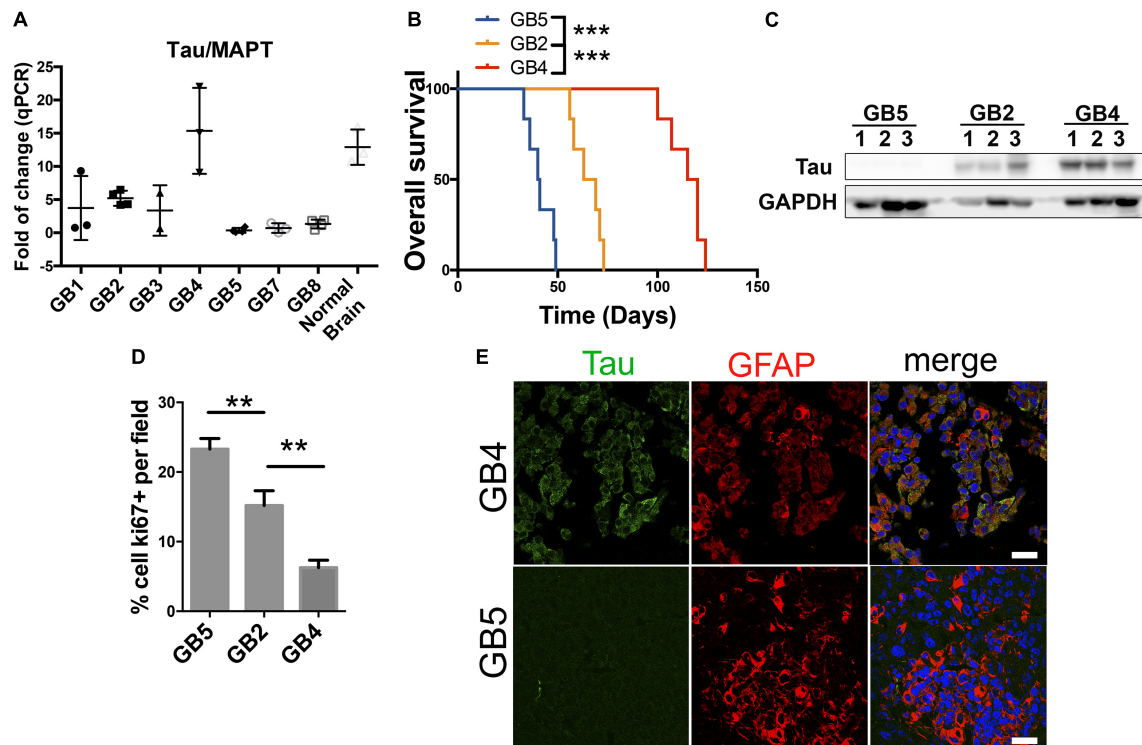 A
Tau/MAPT
Fold of change (qPCR)
25
20
15
10
5
0
-5
GB1
GB2
GB3
GB4
GB5
GB7
GB8
Normal
Brain
B
GB5
GB2
GB4
***
***
Overall survival
100
50
0
0
50
100
150
Time (Days)
C
GB5 GB2 GB4
1 2 3 1 2 3 1 2 3
Tau
GAPDH
D
% cell ki67+ per field
30
20
10
0
**
**
GB5
GB2
GB4
E
Tau GFAP merge
GB4
GB5